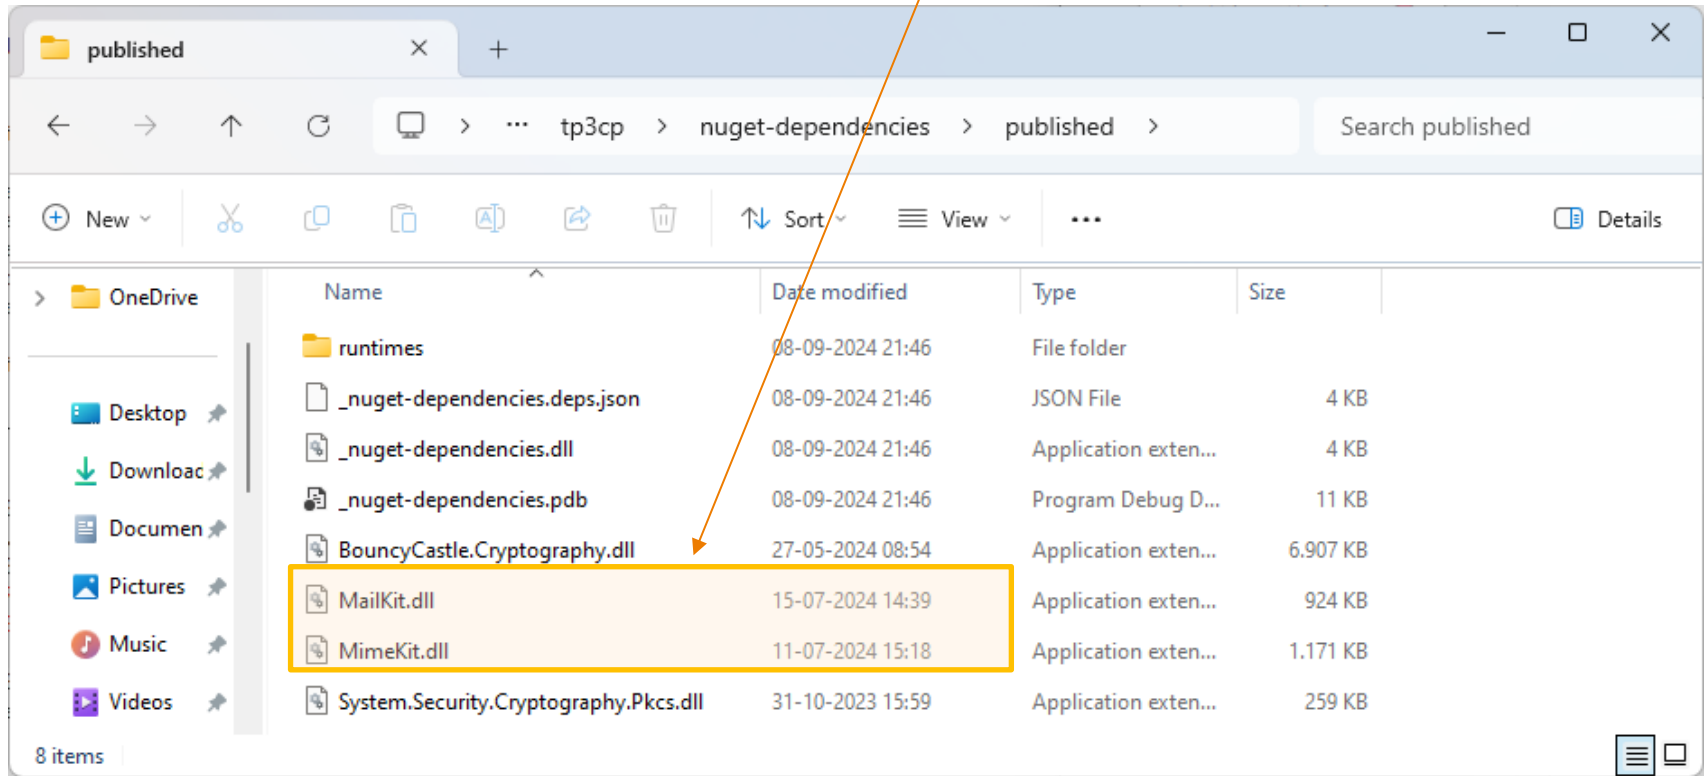 published
··· tp3cp > nuget-dependencies > published > Search published
New Sort View ··· Details
OneDrive
Desktop
Downloac
Documen
Pictures
Music
Videos
Name Date modified Type Size
runtimes 08-09-2024 21:46 File folder
_nuget-dependencies.deps.json 08-09-2024 21:46 JSON File 4 KB
_nuget-dependencies.dll 08-09-2024 21:46 Application exten... 4 KB
_nuget-dependencies.pdb 08-09-2024 21:46 Program Debug D... 11 KB
BouncyCastle.Cryptography.dll 27-05-2024 08:54 Application exten... 6.907 KB
MailKit.dll 15-07-2024 14:39 Application exten... 924 KB
MimeKit.dll 11-07-2024 15:18 Application exten... 1.171 KB
System.Security.Cryptography.Pkcs.dll 31-10-2023 15:59 Application exten... 259 KB
8 items